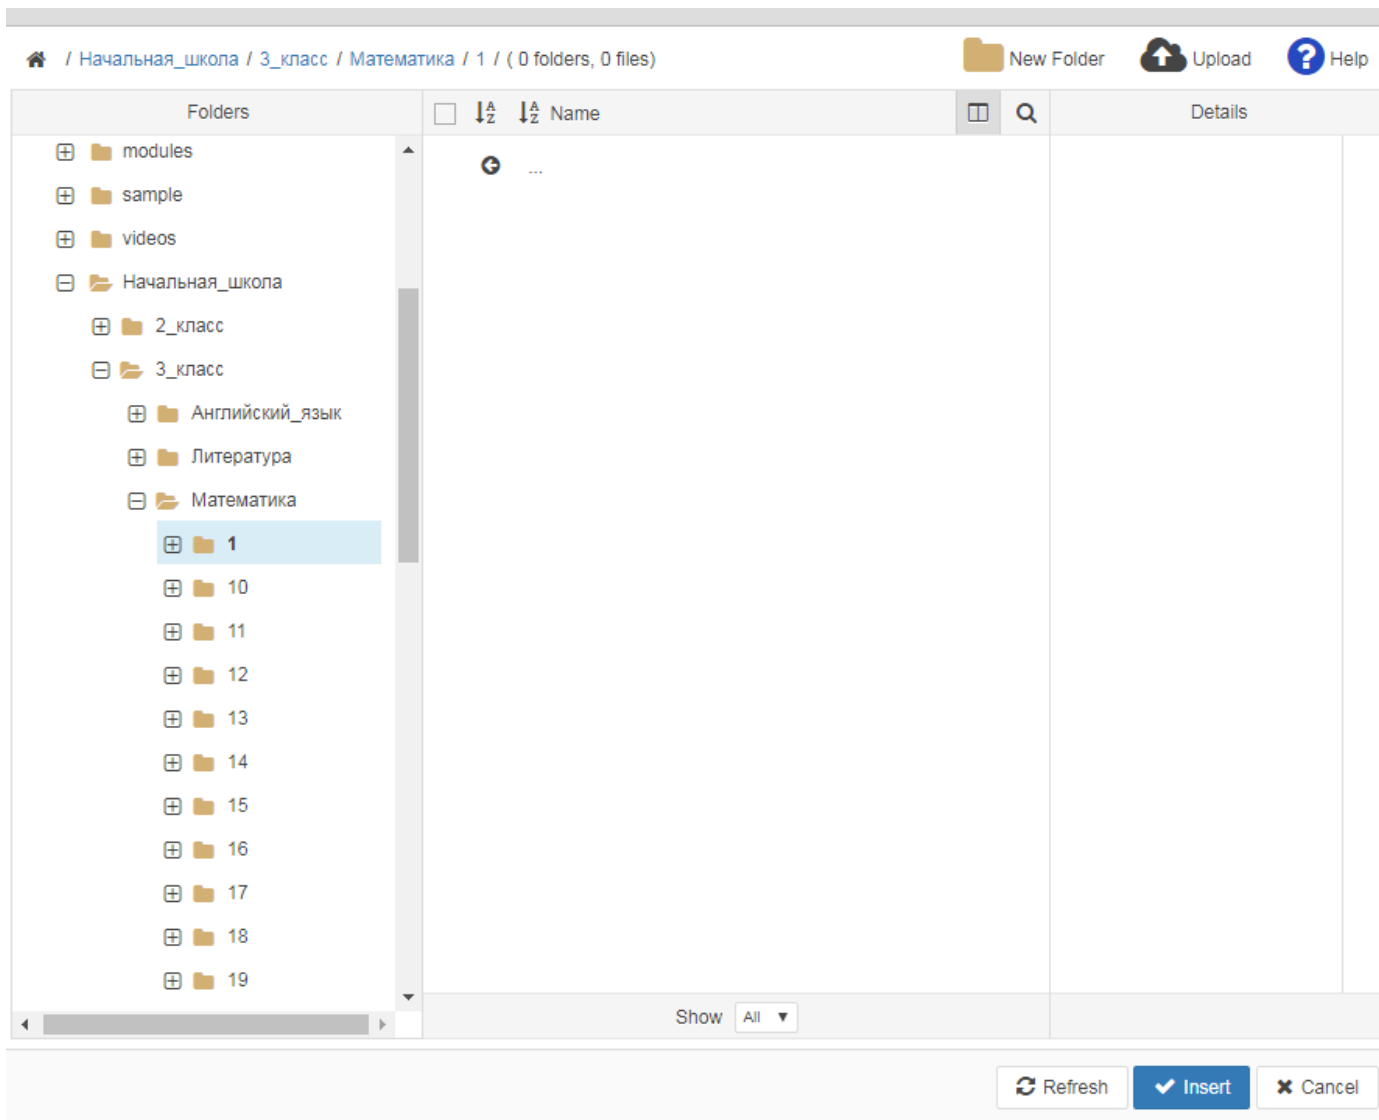 / Начальная_школа / 3_класс / Математика / 1 / ( 0 folders, 0 files)
New Folder
Upload
Help
Folders
Name
Details
modules
...
sample
videos
Начальная_школа
2_класс
3_класс
Английский_язык
Литература
Математика
1
10
11
12
13
14
15
16
17
18
19
Show All
Refresh
Insert
Cancel